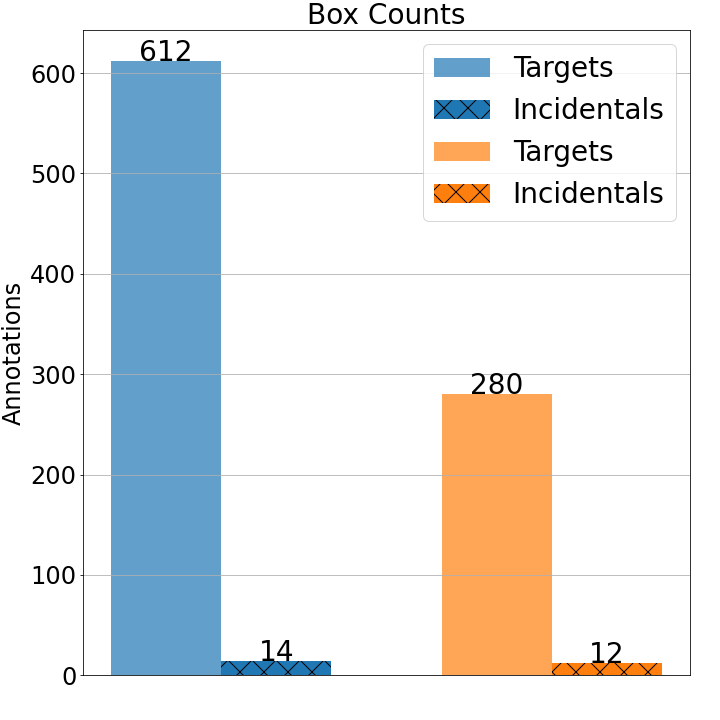 Box Counts
Annotations
600
500
400
300
200
100
0
612
14
280
12
Targets
Incidentals
Targets
Incidentals